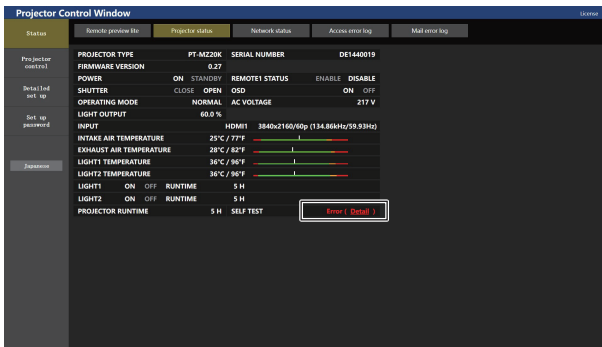 Projector Control Window License
Status Remote preview lite Projector status Network status Access error log Mail error log
PROJECTOR TYPE PT-MZ20K SERIAL NUMBER DE1440019
Projector control
FIRMWARE VERSION 0.27
POWER ON STANDBY REMOTE1 STATUS ENABLE DISABLE
Detailed set up
SHUTTER CLOSE OPEN OSD ON OFF
OPERATING MODE NORMAL AC VOLTAGE 217 V
LIGHT OUTPUT 60.0 %
Set up password
INPUT HDMI1 3840x2160/60p (134.86kHz/59.93Hz)
INTAKE AIR TEMPERATURE 25°C / 77°F
EXHAUST AIR TEMPERATURE 28°C / 82°F
LIGHT1 TEMPERATURE 36°C / 96°F
Japanese
LIGHT2 TEMPERATURE 36°C / 96°F
LIGHT1 ON OFF RUNTIME 5 H
LIGHT2 ON OFF RUNTIME 5 H
PROJECTOR RUNTIME 5 H SELF TEST Error ( Detail )